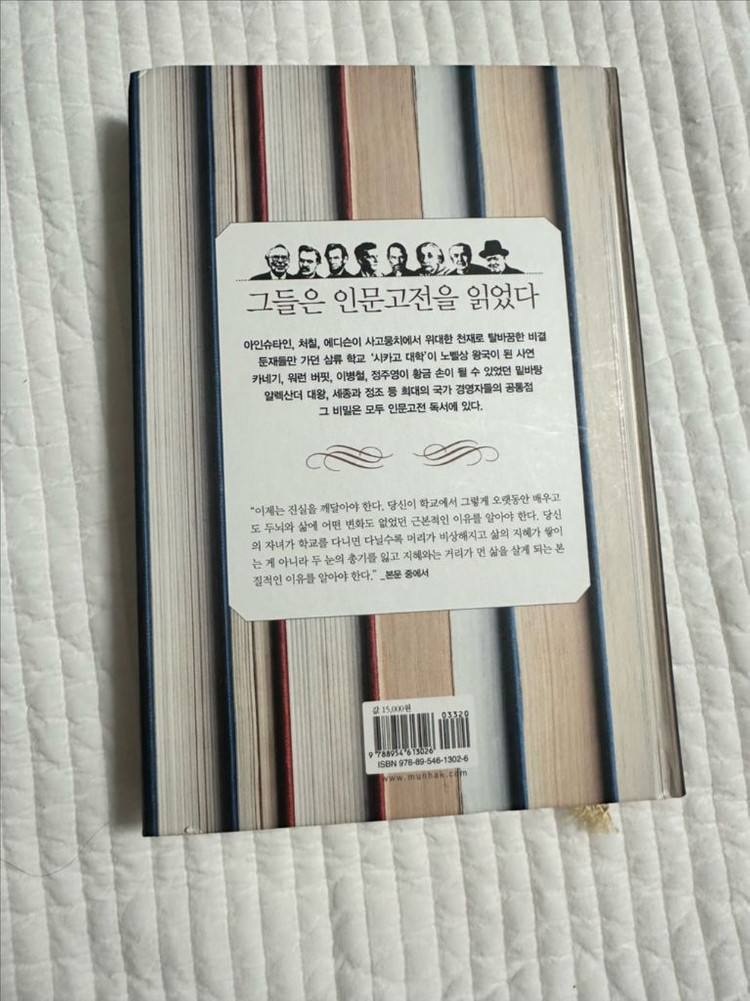 그들은 인문고전을 읽었다
아인슈타인, 처칠, 에디슨이 사고뭉치에서 위대한 천재로 탈바꿈한 비결
둔재들만 가던 삼류 학교 '시카고 대학'이 노벨상 왕국이 된 사연
카네기, 워런 버핏, 이병철, 정주영이 황금 손이 될 수 있었던 밑바탕
알렉산더 대왕, 세종과 정조 등 희대의 국가 경영자들의 공통점
그 비밀은 모두 인문고전 독서에 있다.
“이제는 진실을 깨달아야 한다. 당신이 학교에서 그렇게 오랫동안 배우고
도 두뇌와 삶에 어떤 변화도 없었던 근본적인 이유를 알아야 한다. 당신
의 자녀가 학교를 다니면 다닐수록 머리가 비상해지고 삶의 지혜가 쌓이
는 게 아니라 두 눈의 총기를 잃고 지혜와는 거리가 먼 삶을 살게 되는 본
질적인 이유를 알아야 한다.” _본문 중에서
값 15,000원
03320
9 788954 613026
ISBN 978-89-546-1302-6
www.munhak.com